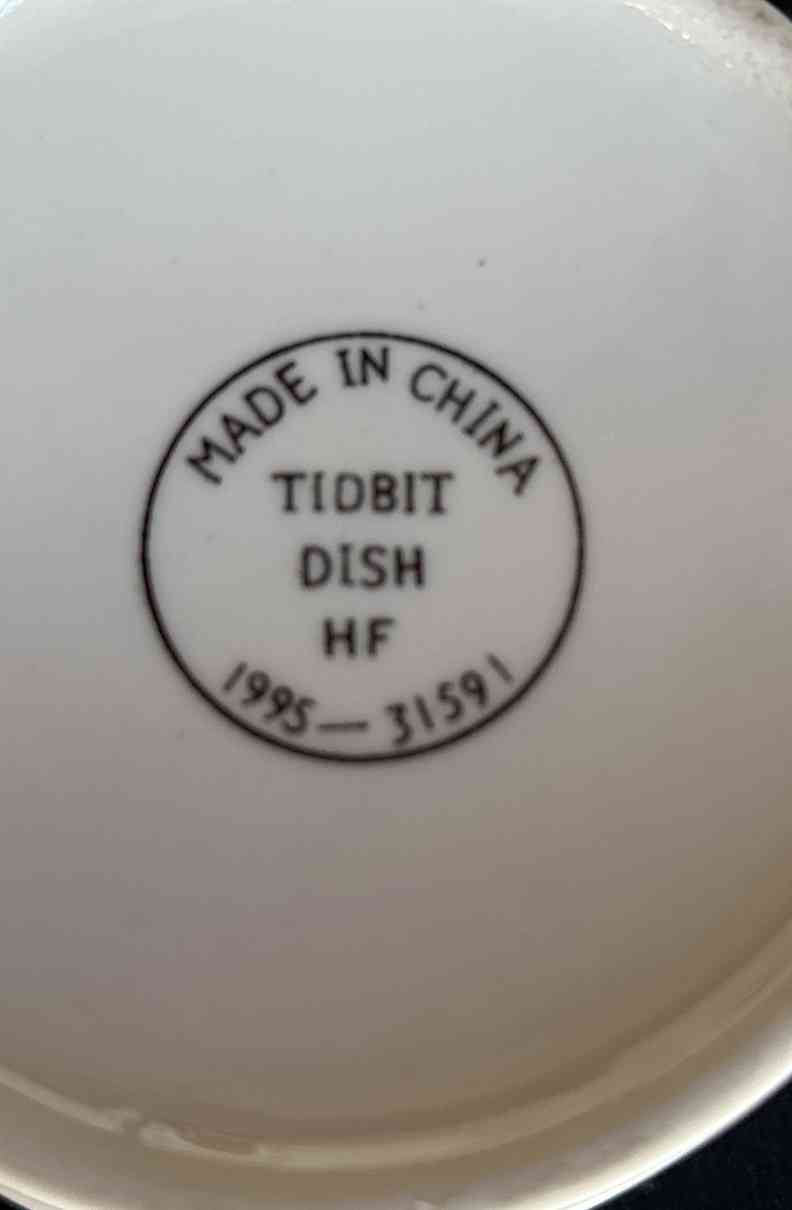 MADE IN CHINA
TIDBIT
DISH
HF
1995—31591